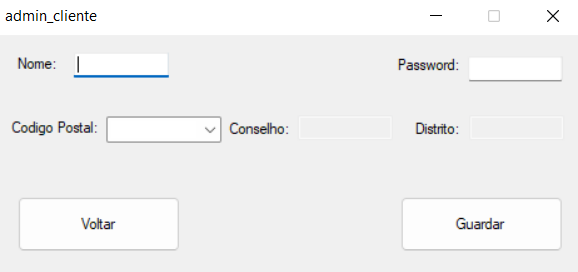 admin_cliente
Nome: Password:
Codigo Postal: Conselho: Distrito:
Voltar Guardar